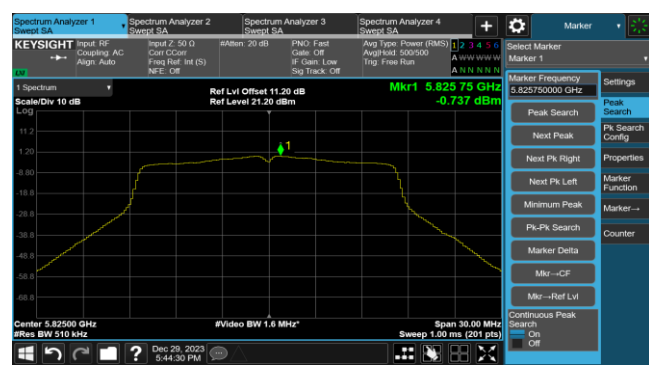 Spectrum Analyzer 1
Swept SA
Spectrum Analyzer 2
Swept SA
Spectrum Analyzer 3
Swept SA
Spectrum Analyzer 4
Swept SA
+
Marker
KEYSIGHT
Input: RF
Coupling: AC
Align: Auto
Input Z: 50 Ω
Corr CCorr
Freq Ref: Int (S)
NFE: Off
#Atten: 20 dB
PNO: Fast
Gate: Off
IF Gain: Low
Sig Track: Off
Avg Type: Power (RMS)
Avg|Hold: 500/500
Trig: Free Run
1 2 3 4 5 6
A W W W W W
A N N N N N
LXI
Select Marker
Marker 1
1 Spectrum
Scale/Div 10 dB
Log
Ref Lvl Offset 11.20 dB
Ref Level 21.20 dBm
Mkr1 5.825 75 GHz
-0.737 dBm
11.2
1.20
-8.80
-18.8
-28.8
-38.8
-48.8
-58.8
-68.8
1
Center 5.82500 GHz
#Res BW 510 kHz
#Video BW 1.6 MHz*
Span 30.00 MHz
Sweep 1.00 ms (201 pts)
Marker Frequency
5.825750000 GHz
Peak Search
Next Peak
Next Pk Right
Next Pk Left
Minimum Peak
Pk-Pk Search
Marker Delta
Mkr→CF
Mkr→Ref Lvl
Continuous Peak
Search
On
Off
Settings
Peak
Search
Pk Search
Config
Properties
Marker
Function
Marker→
Counter
?
Dec 29, 2023
5:44:30 PM